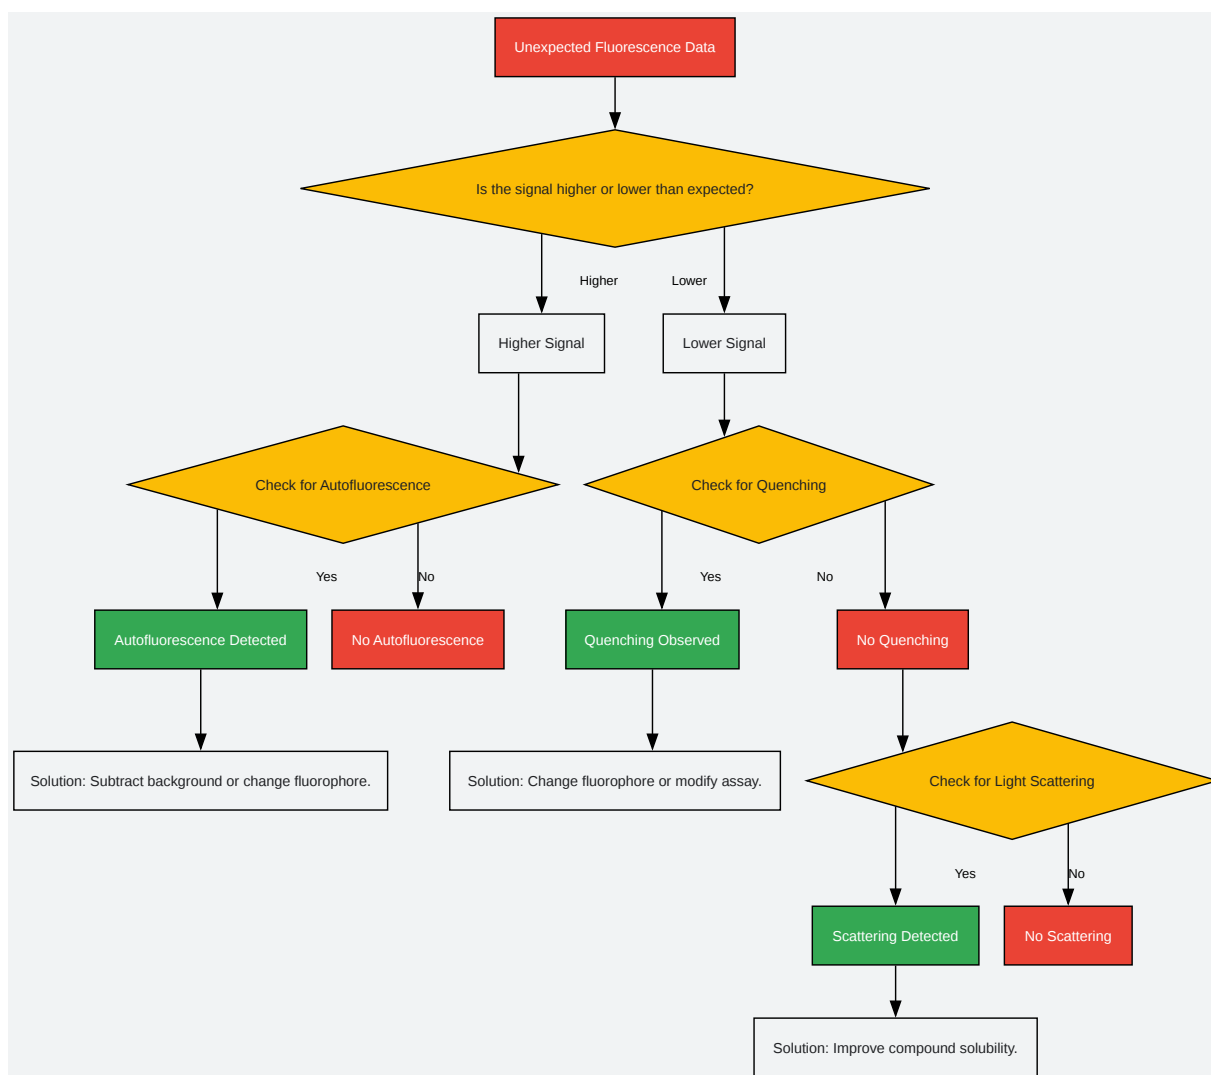 Unexpected Fluorescence Data
Is the signal higher or lower than expected?
Higher
Lower
Higher Signal
Lower Signal
Check for Autofluorescence
Check for Quenching
Yes
No
Yes
No
Autofluorescence Detected
No Autofluorescence
Quenching Observed
No Quenching
Solution: Subtract background or change fluorophore.
Solution: Change fluorophore or modify assay.
Check for Light Scattering
Yes
No
Scattering Detected
No Scattering
Solution: Improve compound solubility.